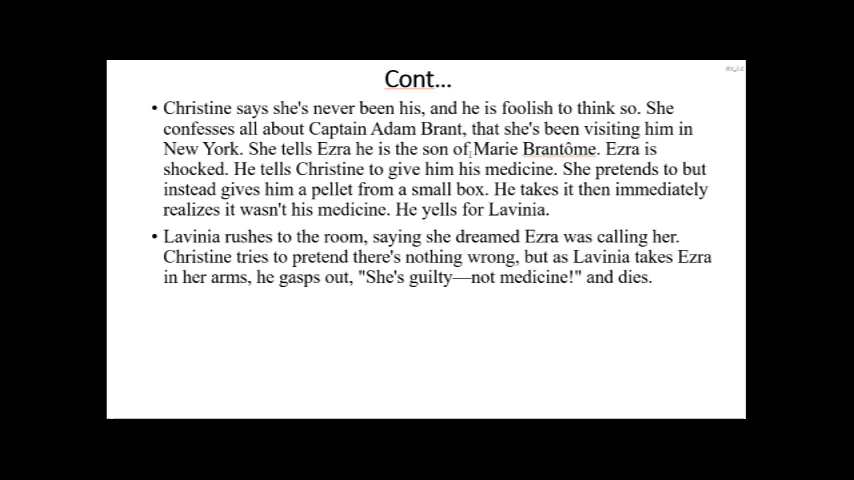 Cont...
• Christine says she's never been his, and he is foolish to think so. She
confesses all about Captain Adam Brant, that she's been visiting him in
New York. She tells Ezra he is the son of Marie Brantôme. Ezra is
shocked. He tells Christine to give him his medicine. She pretends to but
instead gives him a pellet from a small box. He takes it then immediately
realizes it wasn't his medicine. He yells for Lavinia.
• Lavinia rushes to the room, saying she dreamed Ezra was calling her.
Christine tries to pretend there's nothing wrong, but as Lavinia takes Ezra
in her arms, he gasps out, "She's guilty—not medicine!" and dies.